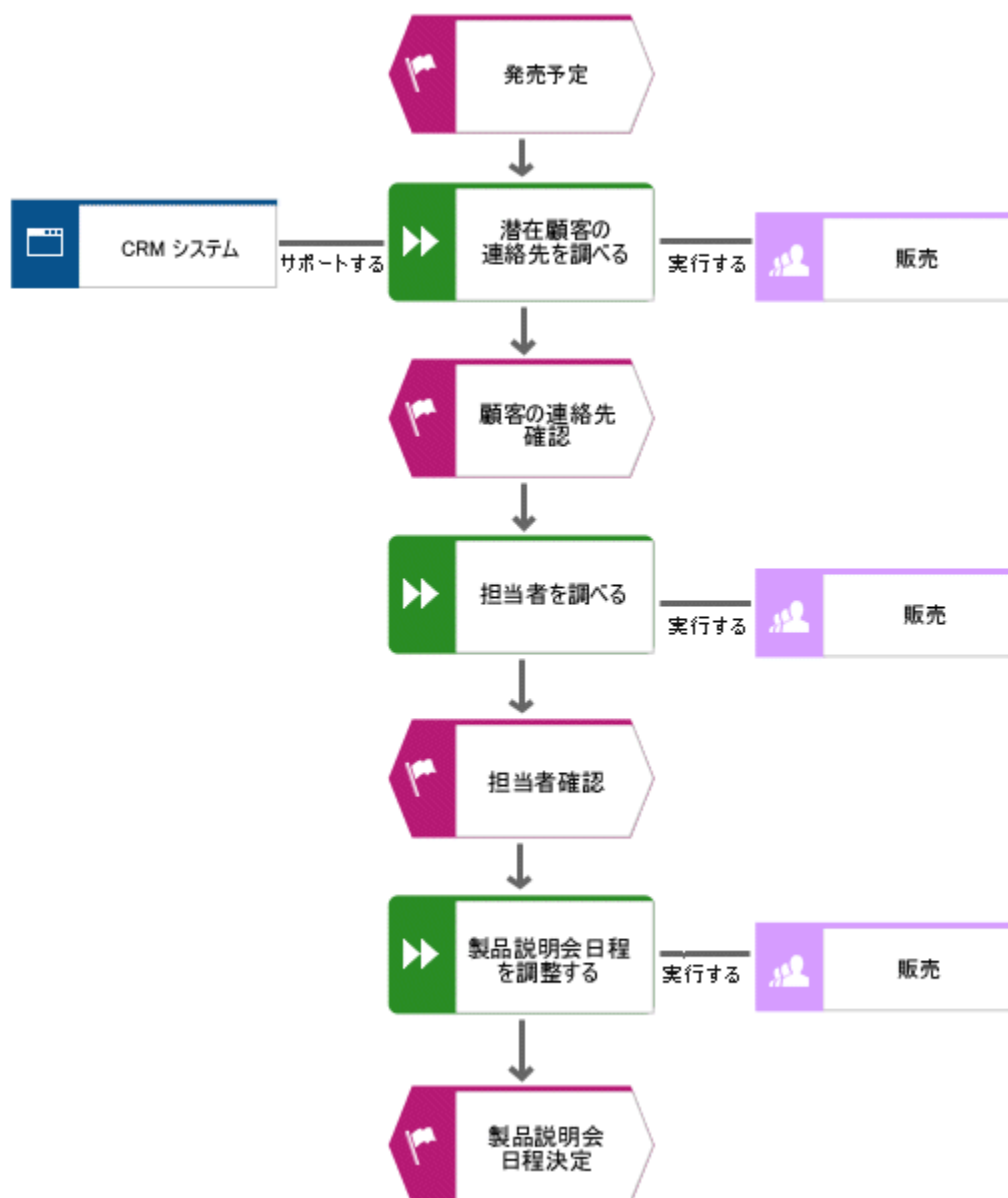 発売予定
CRM システム
サポートする
潜在顧客の
連絡先を調べる
実行する
販売
顧客の連絡先
確認
担当者を調べる
実行する
販売
担当者確認
製品説明会日程
を調整する
実行する
販売
製品説明会
日程決定